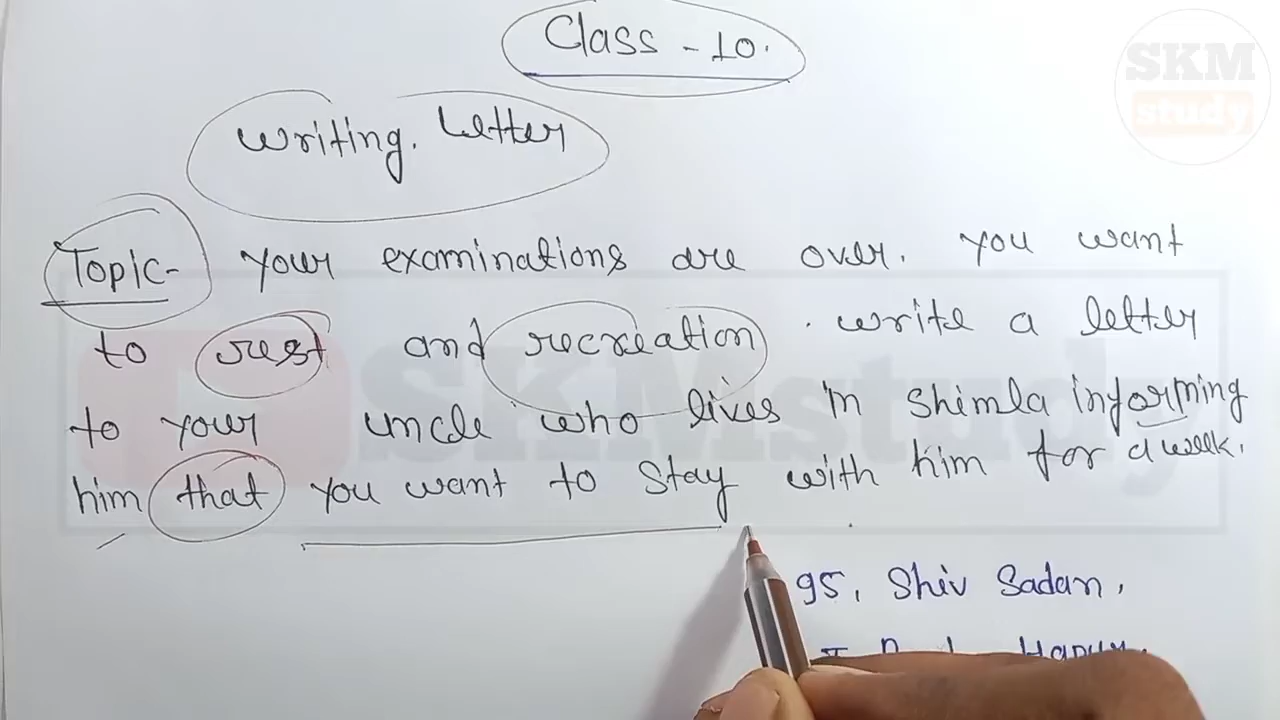 Class - 10.
SKM
study
Writing. Letter
Topic- Your examinations are over. You want
to rest and recreation. write a letter
to your uncle who lives in Shimla informing
him that you want to stay with him for a week.
SKMstudy
95, Shiv Sadan,
Hapur,